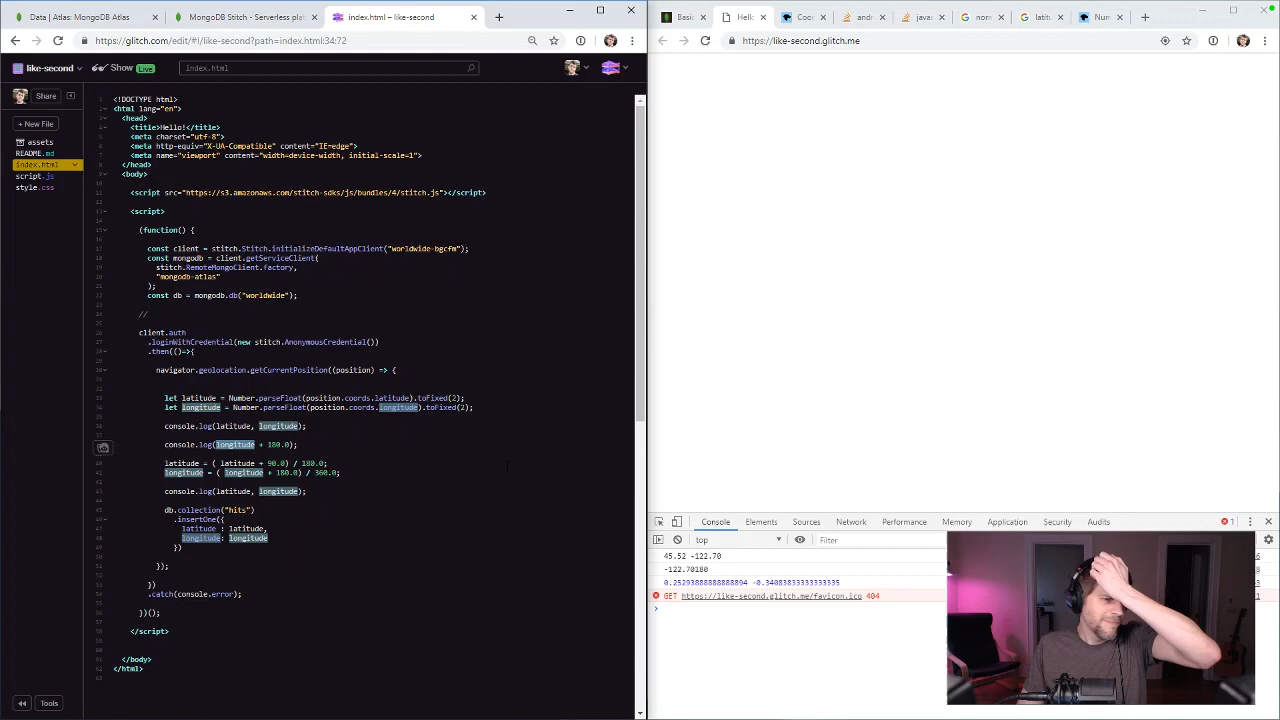 Data | Atlas: MongoDB Atlas
MongoDB Stitch - Serverless plat
index.html – like-second
https://glitch.com/edit/#!/like-second?path=index.html:34:72
like-second
Show
Live
index.html
Share
+ New File
assets
README.md
index.html
script.js
style.css
<!DOCTYPE html>
<html lang="en">
<head>
<title>Hello!</title>
<meta charset="utf-8">
<meta http-equiv="X-UA-Compatible" content="IE=edge">
<meta name="viewport" content="width=device-width, initial-scale=1">
</head>
<body>
<script src="https://s3.amazonaws.com/stitch-sdks/js/bundles/4/stitch.js"></script>
<script>
(function() {
const client = stitch.Stitch.initializeDefaultAppClient("worldwide-bgcfm");
const mongodb = client.getServiceClient(
stitch.RemoteMongoClient.factory,
"mongodb-atlas"
);
const db = mongodb.db("worldwide");
//
client.auth
.loginWithCredential(new stitch.AnonymousCredential())
.then(()=>{
navigator.geolocation.getCurrentPosition((position) => {
let latitude = Number.parseFloat(position.coords.latitude).toFixed(2);
let longitude = Number.parseFloat(position.coords.longitude).toFixed(2);
console.log(latitude, longitude);
console.log(longitude + 180.0);
latitude = ( latitude + 90.0) / 180.0;
longitude = ( longitude + 180.0) / 360.0;
console.log(latitude, longitude);
db.collection("hits")
.insertOne({
latitude : latitude,
longitude: longitude
})
});
})
.catch(console.error);
})();
</script>
</body>
</html>
Tools
Basic
Hello
Coo
andr
java
norm
latit
Num
https://like-second.glitch.me
Console
Elements
Sources
Network
Performance
Memory
Application
Security
Audits
1
top
Filter
45.52 -122.70
-122.70180
GET https://like-second.glitch.me/favicon.ico 404